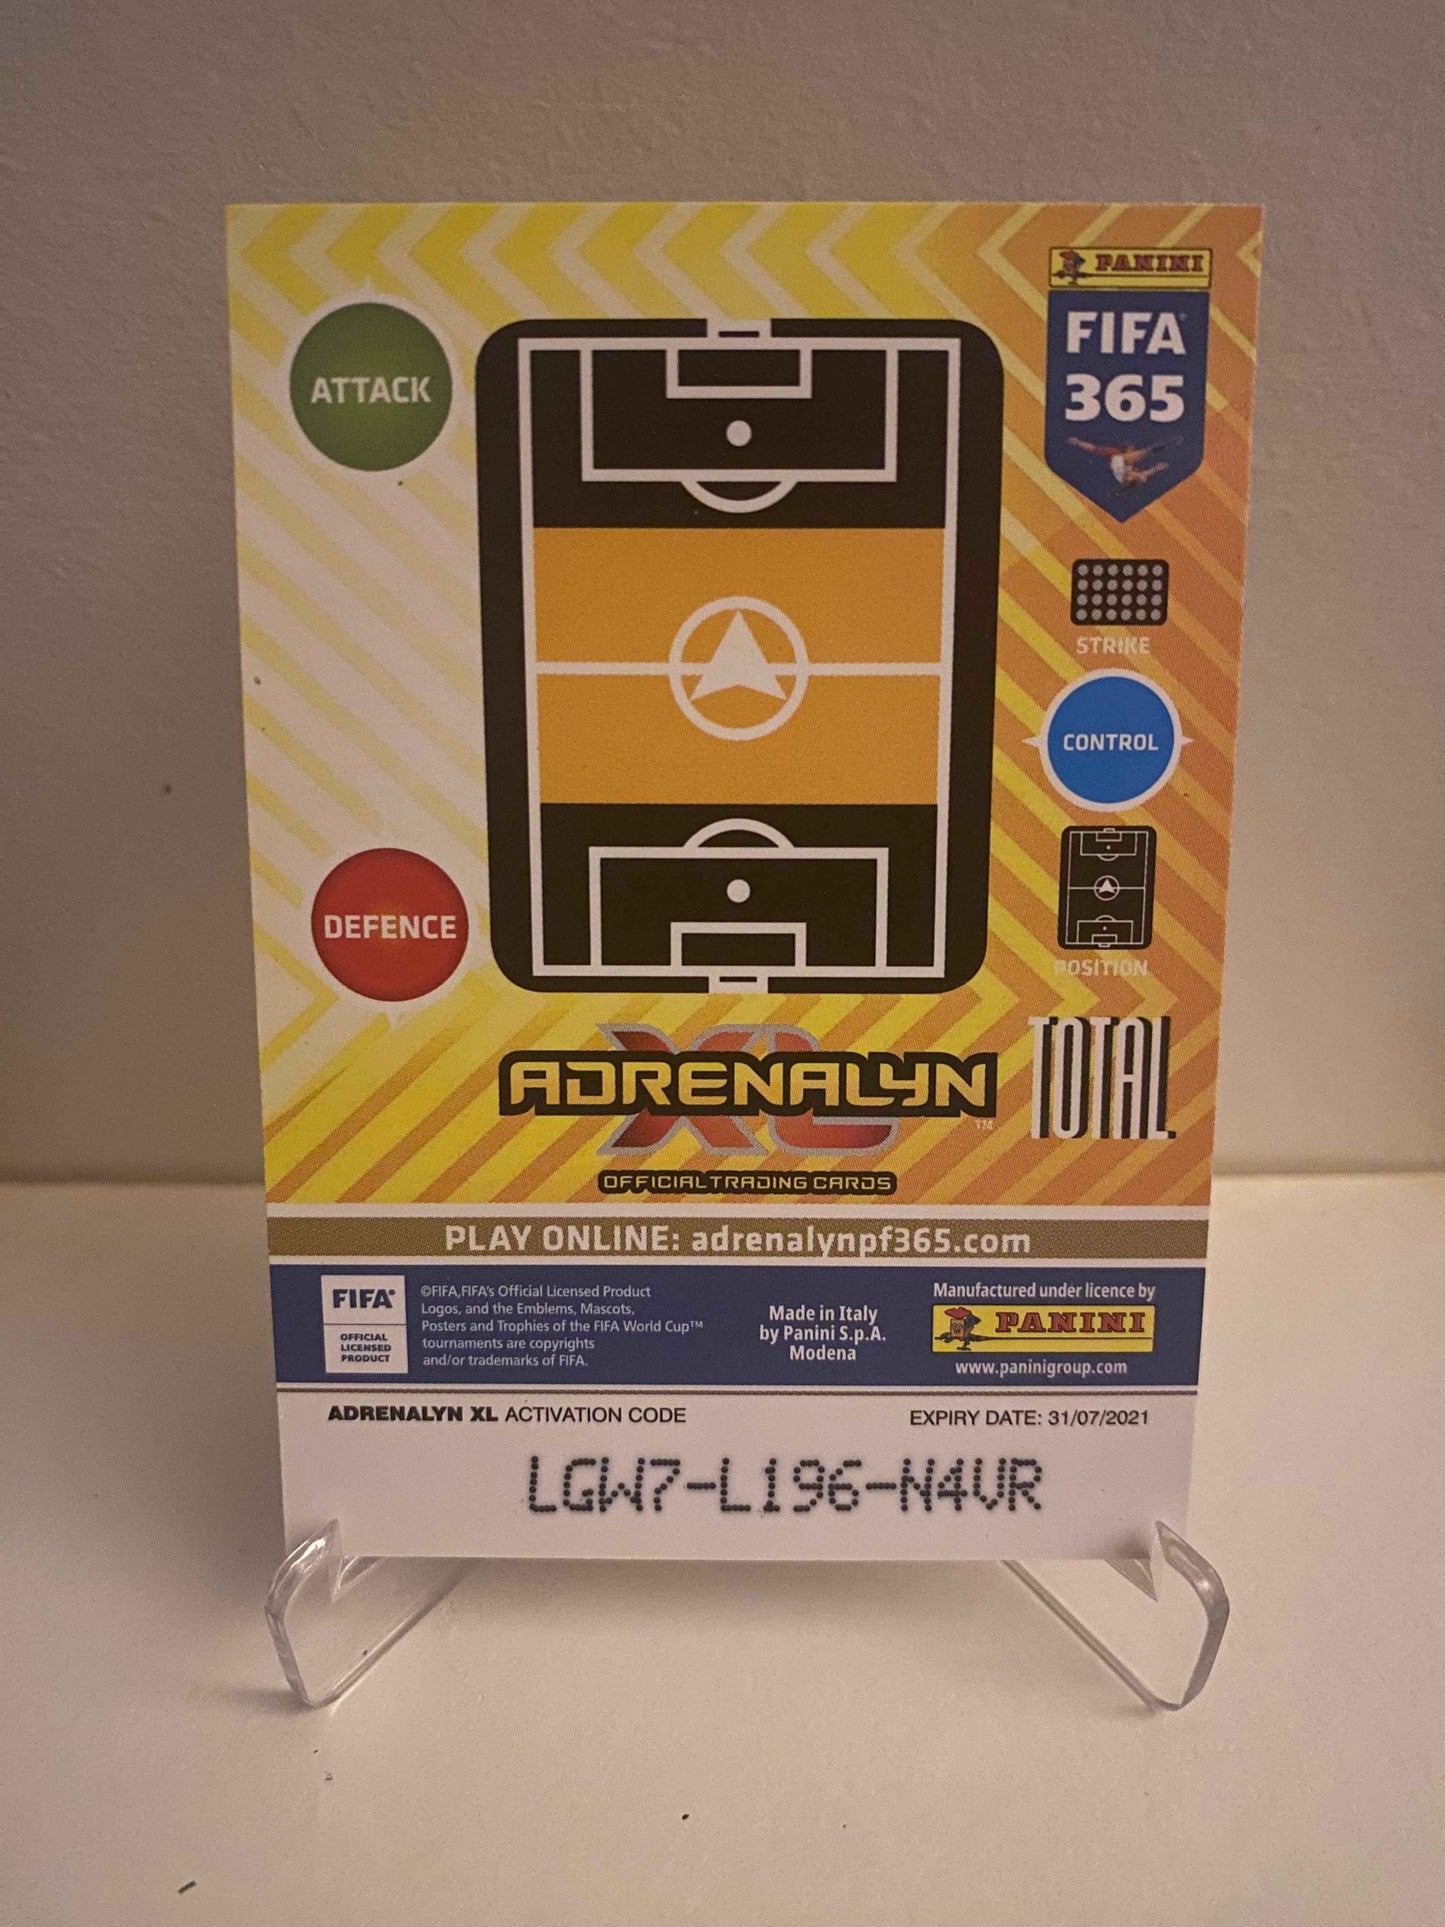 PANINI
FIFA
365
ATTACK
STRIKE
CONTROL
DEFENCE
POSITION
TOTAL
ADRENALYN
XL
™
OFFICIAL TRADING CARDS
PLAY ONLINE: adrenalynpf365.com
FIFA®
OFFICIAL
LICENSED
PRODUCT
©FIFA,FIFA's Official Licensed Product
Logos, and the Emblems, Mascots,
Posters and Trophies of the FIFA World Cup™
tournaments are copyrights
and/or trademarks of FIFA.
Made in Italy
by Panini S.p.A.
Modena
Manufactured under licence by
PANINI
www.paninigroup.com
ADRENALYN XL ACTIVATION CODE
EXPIRY DATE: 31/07/2021
LGW7-L196-N4VR